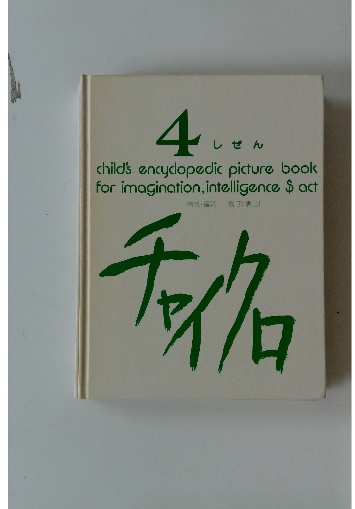 4 しぜん
child's encyclopedic picture book
for imagination, intelligence $ act
チャイクロ